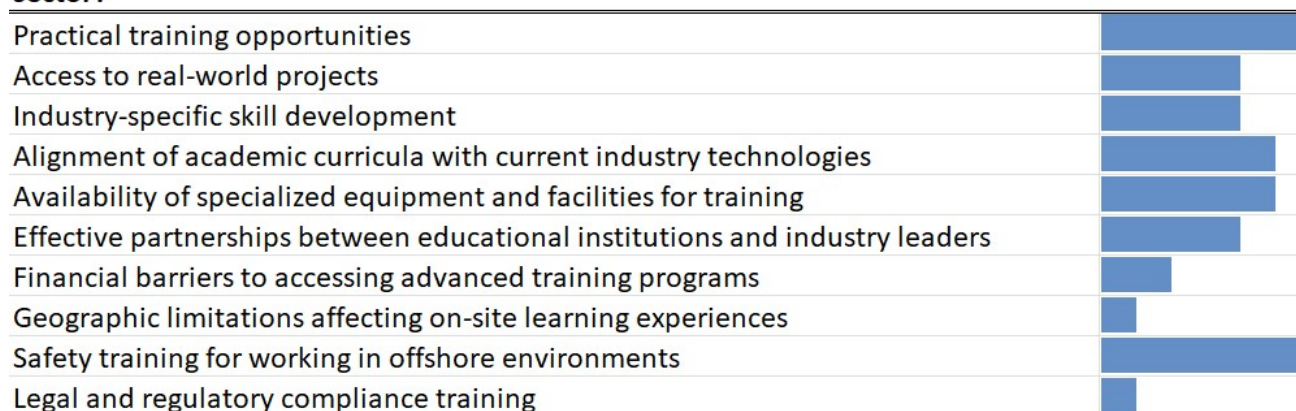 Practical training opportunities
Access to real-world projects
Industry-specific skill development
Alignment of academic curricula with current industry technologies
Availability of specialized equipment and facilities for training
Effective partnerships between educational institutions and industry leaders
Financial barriers to accessing advanced training programs
Geographic limitations affecting on-site learning experiences
Safety training for working in offshore environments
Legal and regulatory compliance training